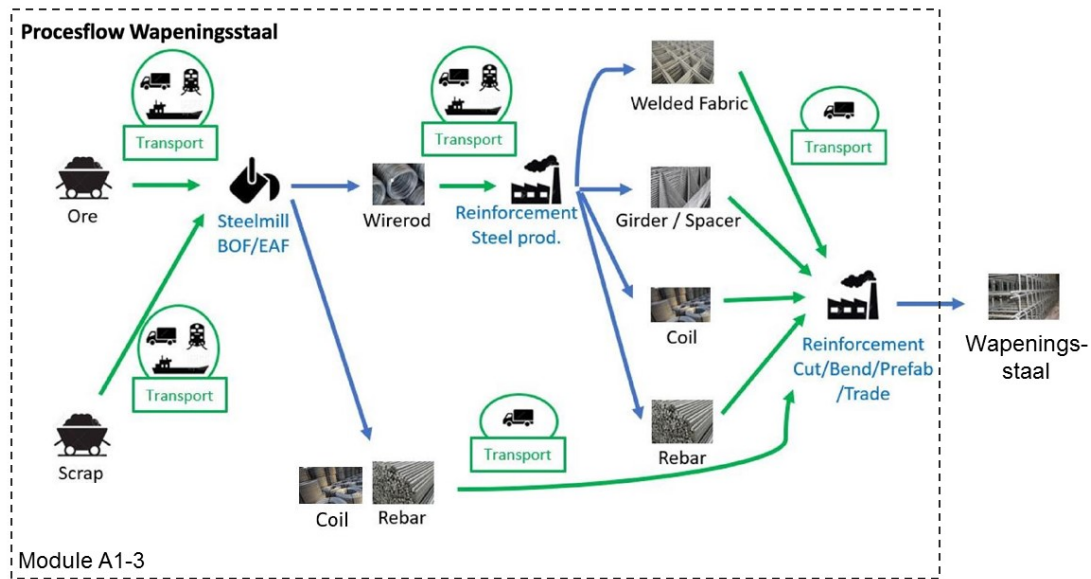 Procesflow Wapeningsstaal
Transport
Transport
Welded Fabric
Transport
Ore
Steelmill
BOF/EAF
Wirerod
Reinforcement
Steel prod.
Girder / Spacer
Transport
Coil
Reinforcement
Cut/Bend/Prefab
/Trade
Wapenings-
staal
Scrap
Transport
Rebar
Coil
Rebar
Module A1-3